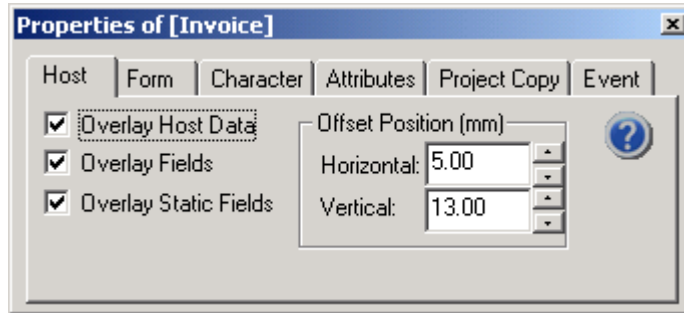 Properties of [Invoice]
Host Form Character Attributes Project Copy Event
Overlay Host Data
Overlay Fields
Overlay Static Fields
Offset Position (mm)
Horizontal: 5.00
Vertical: 13.00
?